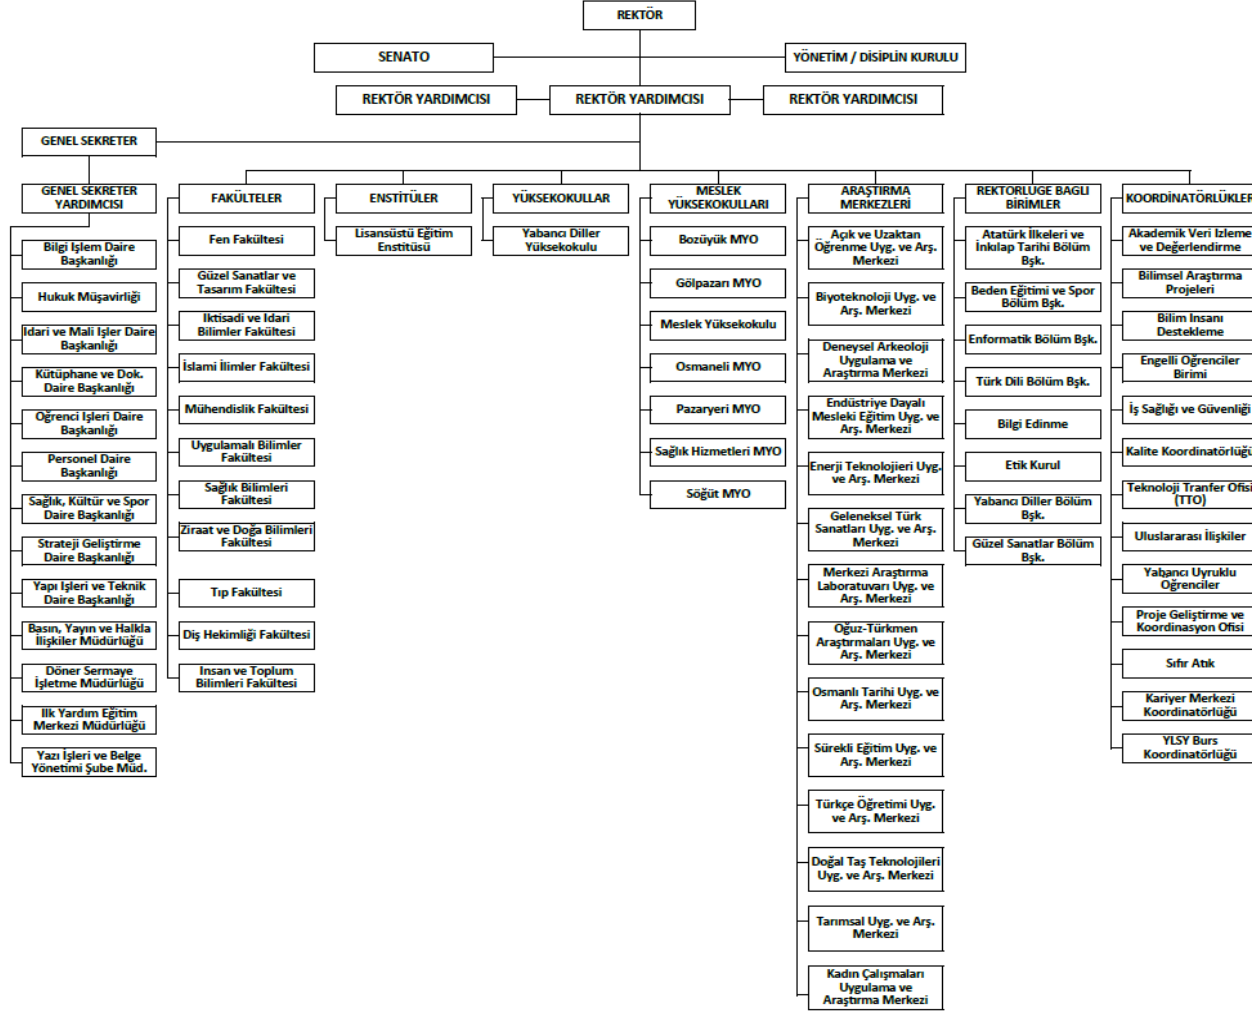 REKTÖR
SENATO
YÖNETİM / DİSİPLİN KURULU
REKTÖR YARDIMCISI
REKTÖR YARDIMCISI
REKTÖR YARDIMCISI
GENEL SEKRETER
GENEL SEKRETER
YARDIMCISI
Bilgi İşlem Daire
Başkanlığı
Hukuk Müşavirliği
İdari ve Mali İşler Daire
Başkanlığı
Kütüphane ve Dok.
Daire Başkanlığı
Öğrenci İşleri Daire
Başkanlığı
Personel Daire
Başkanlığı
Sağlık, Kültür ve Spor
Daire Başkanlığı
Strateji Geliştirme
Daire Başkanlığı
Yapı İşleri ve Teknik
Daire Başkanlığı
Basın, Yayın ve Halkla
İlişkiler Müdürlüğü
Döner Sermaye
İşletme Müdürlüğü
İlk Yardım Eğitim
Merkezi Müdürlüğü
Yazı İşleri ve Belge
Yönetimi Şube Müd.
FAKÜLTELER
Fen Fakültesi
Güzel Sanatlar ve
Tasarım Fakültesi
İktisadi ve İdari
Bilimler Fakültesi
İslami İlimler Fakültesi
Mühendislik Fakültesi
Uygulamalı Bilimler
Fakültesi
Sağlık Bilimleri
Fakültesi
Ziraat ve Doğa Bilimleri
Fakültesi
Tıp Fakültesi
Diş Hekimliği Fakültesi
İnsan ve Toplum
Bilimleri Fakültesi
ENSTİTÜLER
Lisansüstü Eğitim
Enstitüsü
YÜKSEKOKULLAR
Yabancı Diller
Yüksekokulu
MESLEK
YÜKSEKOKULLARI
Bozüyük MYO
Gölpazarı MYO
Meslek Yüksekokulu
Osmaneli MYO
Pazaryeri MYO
Sağlık Hizmetleri MYO
Söğüt MYO
ARAŞTIRMA
MERKEZLERİ
Açık ve Uzaktan
Öğrenme Uyg. ve Arş.
Merkezi
Biyoteknoloji Uyg. ve
Arş. Merkezi
Deneysel Arkeoloji
Uygulama ve
Araştırma Merkezi
Endüstriye Dayalı
Mesleki Eğitim Uyg. ve
Arş. Merkezi
Enerji Teknolojieri Uyg.
ve Arş. Merkezi
Geleneksel Türk
Sanatları Uyg. ve Arş.
Merkezi
Merkezi Araştırma
Laboratuvarı Uyg. ve
Arş. Merkezi
Oğuz-Türkmen
Araştırmaları Uyg. ve
Arş. Merkezi
Osmanlı Tarihi Uyg. ve
Arş. Merkezi
Sürekli Eğitim Uyg. ve
Arş. Merkezi
Türkçe Öğretimi Uyg.
ve Arş. Merkezi
Doğal Taş Teknolojileri
Uyg. ve Arş. Merkezi
Tarımsal Uyg. ve Arş.
Merkezi
Kadın Çalışmaları
Uygulama ve
Araştırma Merkezi
REKTÖRLÜĞE BAĞLI
BİRİMLER
Atatürk İlkeleri ve
İnkılap Tarihi Bölüm
Bşk.
Beden Eğitimi ve Spor
Bölüm Bşk.
Enformatik Bölüm Bşk.
Türk Dili Bölüm Bşk.
Bilgi Edinme
Etik Kurul
Yabancı Diller Bölüm
Bşk.
Güzel Sanatlar Bölüm
Bşk.
KOORDİNATÖRLÜKLER
Akademik Veri İzleme
ve Değerlendirme
Bilimsel Araştırma
Projeleri
Bilim İnsanı
Destekleme
Engelli Öğrenciler
Birimi
İş Sağlığı ve Güvenliği
Kalite Koordinatörlüğü
Teknoloji Tranfer Ofisi
(TTO)
Uluslararası İlişkiler
Yabancı Uyruklu
Öğrenciler
Proje Geliştirme ve
Koordinasyon Ofisi
Sıfır Atık
Kariyer Merkezi
Koordinatörlüğü
YLSY Burs
Koordinatörlüğü